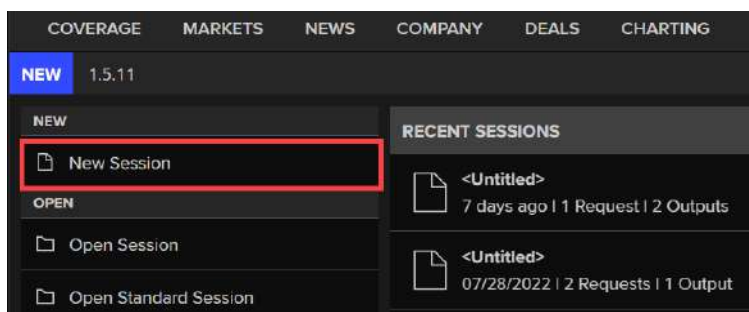 COVERAGE MARKETS NEWS COMPANY DEALS CHARTING
NEW 1.5.11
NEW
New Session
OPEN
Open Session
Open Standard Session
RECENT SESSIONS
<Untitled>
7 days ago | 1 Request | 2 Outputs
<Untitled>
07/28/2022 | 2 Requests | 1 Output